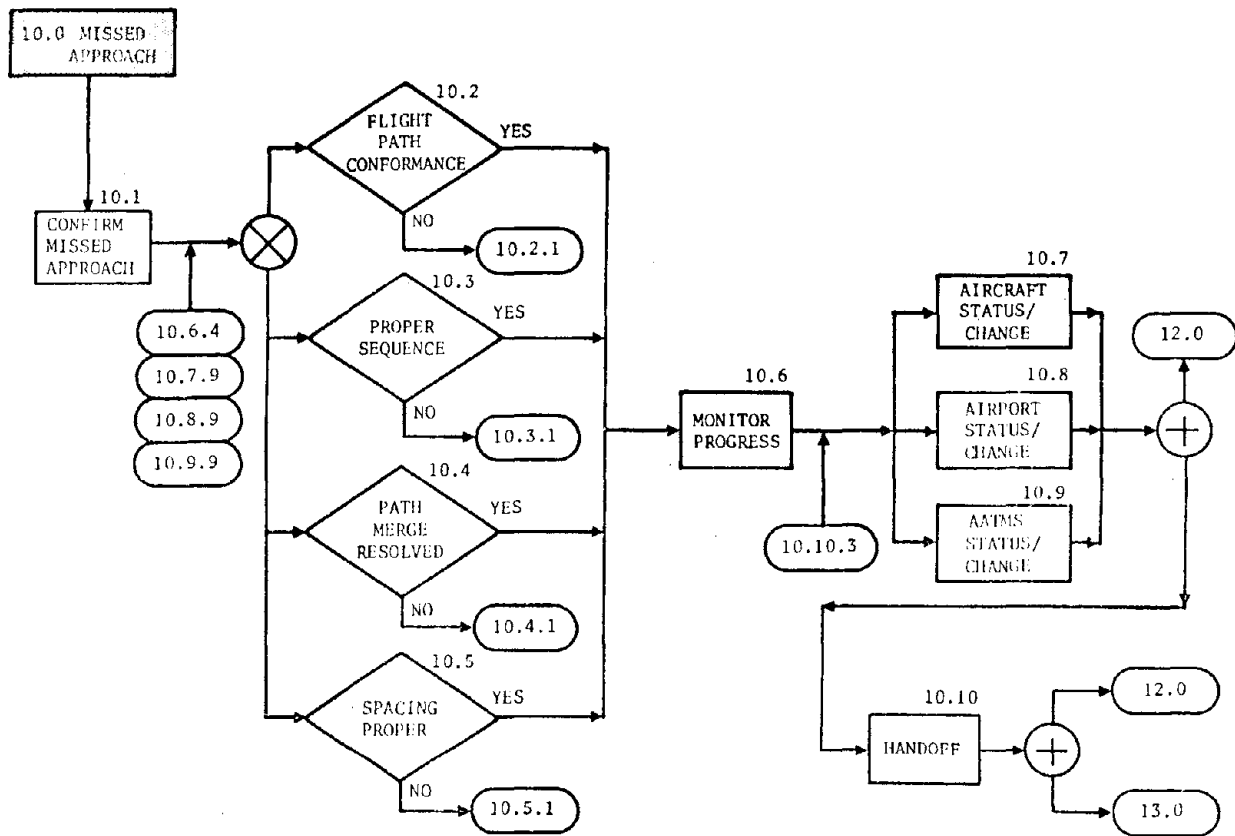 10.0 MISSED
APPROACH
10.1
CONFIRM
MISSED
APPROACH
10.6.4
10.7.9
10.8.9
10.9.9
10.2
FLIGHT
PATH
CONFORMANCE
YES
NO
10.2.1
10.3
PROPER
SEQUENCE
YES
NO
10.3.1
10.4
PATH
MERGE
RESOLVED
YES
NO
10.4.1
10.5
SPACING
PROPER
YES
NO
10.5.1
10.6
MONITOR
PROGRESS
10.10.3
10.7
AIRCRAFT
STATUS/
CHANGE
10.8
AIRPORT
STATUS/
CHANGE
10.9
AATMS
STATUS/
CHANGE
12.0
10.10
HANDOFF
12.0
13.0